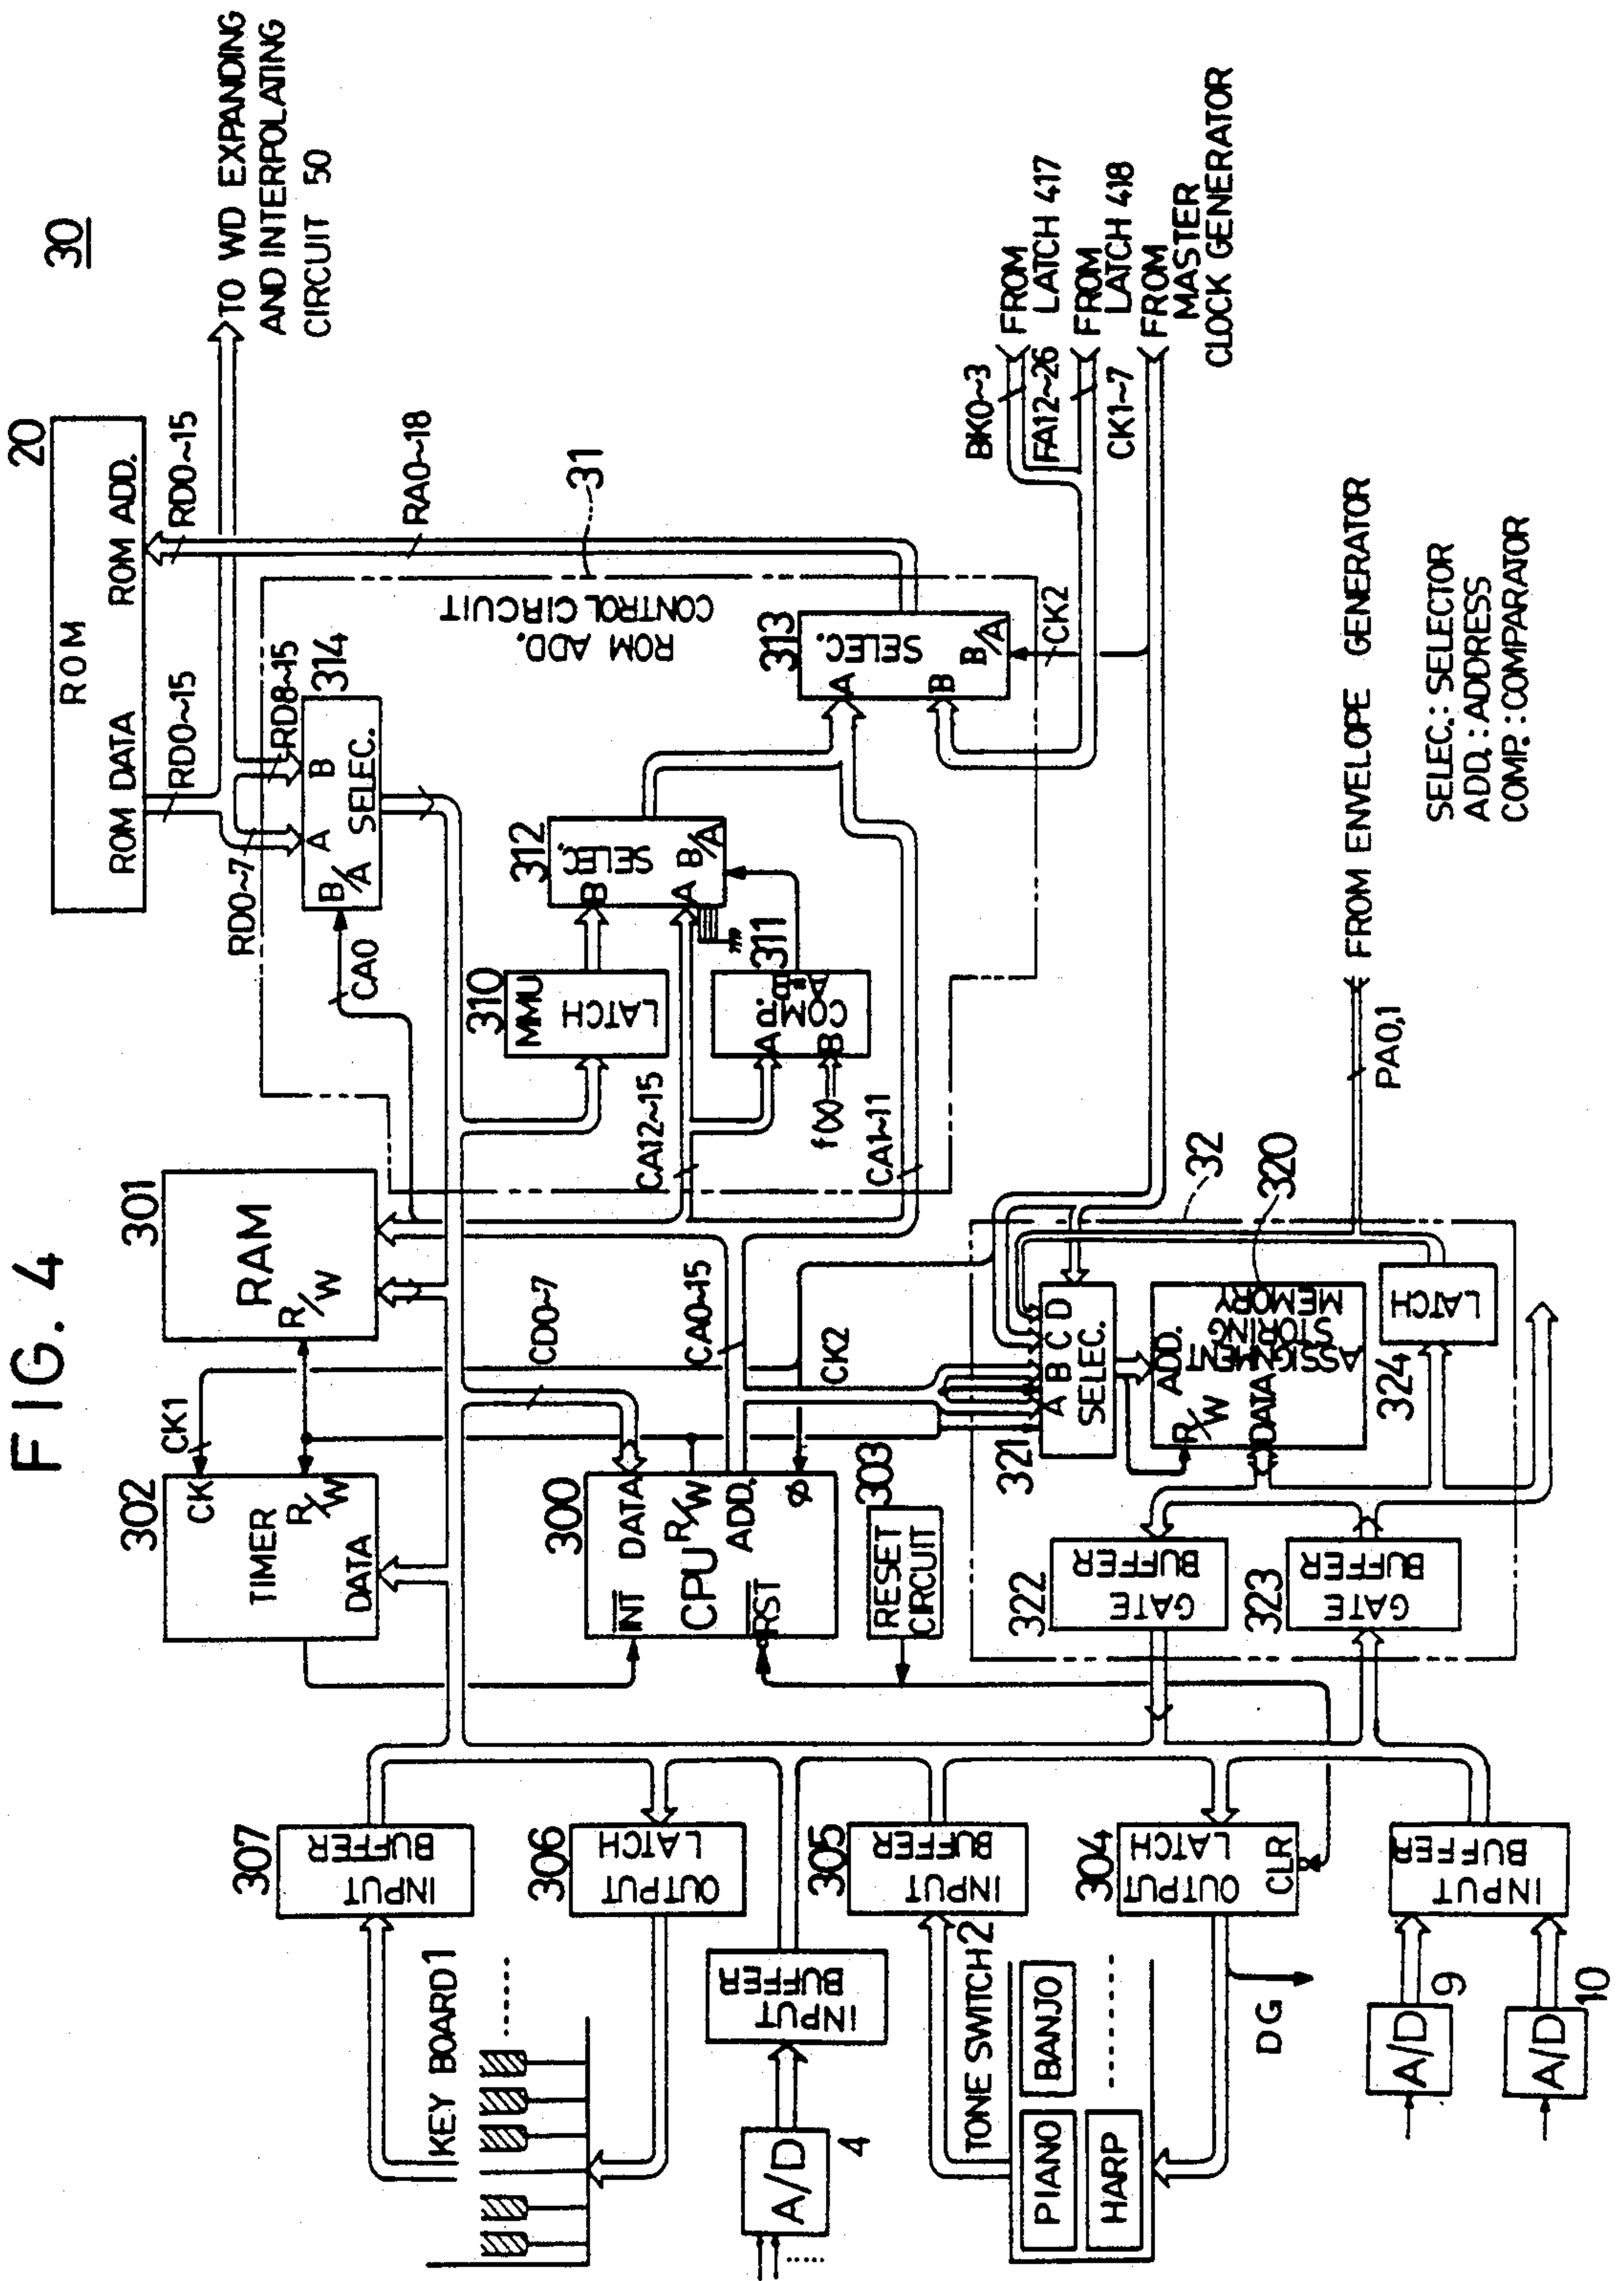 FIG. 4
30
20
ROM
ROM DATA
ROM ADD.
RD0~15
RD0~15
TO WD EXPANDING
AND INTERPOLATING
CIRCUIT 50
RD0~7
RD8~15
314
A
B
B/A
SELEC.
CA0
RA0~18
31
ROM ADD.
CONTROL CIRCUIT
302
CK
CK1
TIMER
R/W
DATA
301
RAM
R/W
310
MMU
LATCH
312
SELEC.
B
A
B/A
311
COMP.
A
B
A=B
f(x)
313
SELEC.
A
B
B/A
CK2
CA12~15
CA1~11
CD0~7
CA0~15
CK2
300
CPU
INT
DATA
R/W
ADD.
RST
ø
303
RESET
CIRCUIT
BK0~3
FROM
LATCH 417
FA12~26
FROM
LATCH 418
CK1~7
FROM
MASTER
CLOCK GENERATOR
307
INPUT
BUFFER
KEY BOARD 1
306
OUTPUT
LATCH
INPUT
BUFFER
A/D
4
305
INPUT
BUFFER
TONE SWITCH 2
PIANO
BANJO
HARP
304
OUTPUT
LATCH
CLR
DG
INPUT
BUFFER
A/D
9
A/D
10
32
321
A B C D
SELEC.
320
ADD.
R/W
DATA
ASSIGNMENT
STORING
MEMORY
322
GATE
BUFFER
323
GATE
BUFFER
324
LATCH
PA0,1
FROM ENVELOPE GENERATOR
SELEC.: SELECTOR
ADD.: ADDRESS
COMP.: COMPARATOR